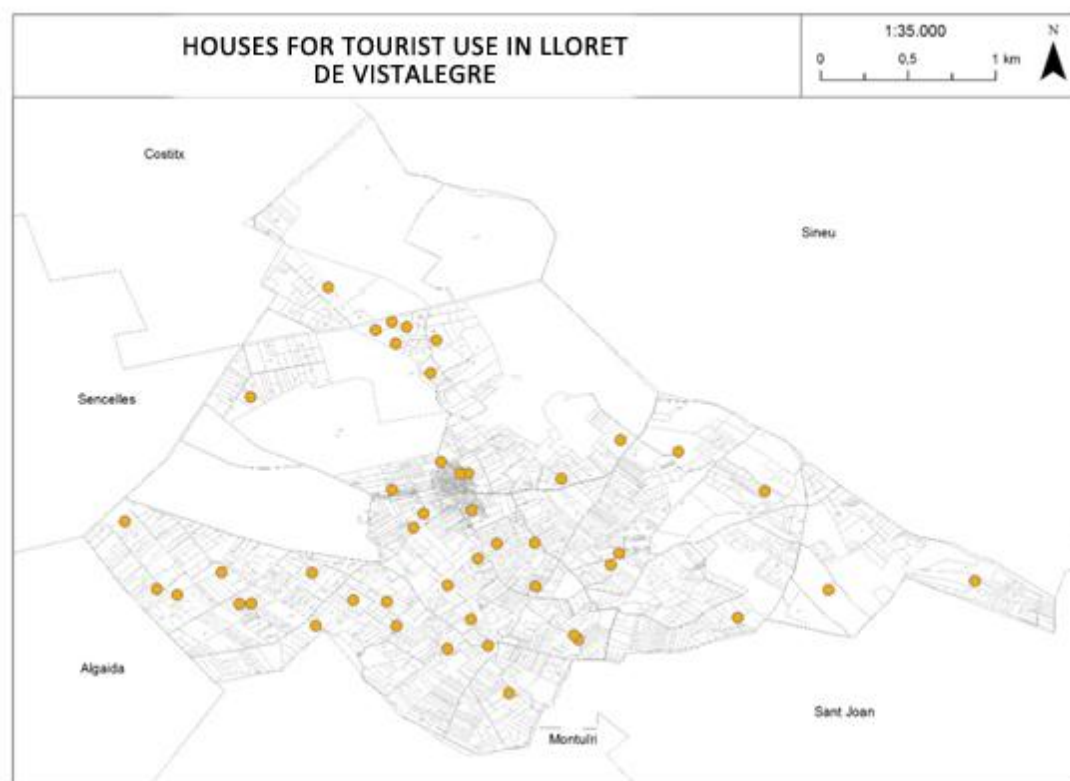 HOUSES FOR TOURIST USE IN LLORET
DE VISTALEGRE
1:35.000
0 0,5 1 km
N
Costitx
Sineu
Sencelles
Algaida
Sant Joan
Montuïri